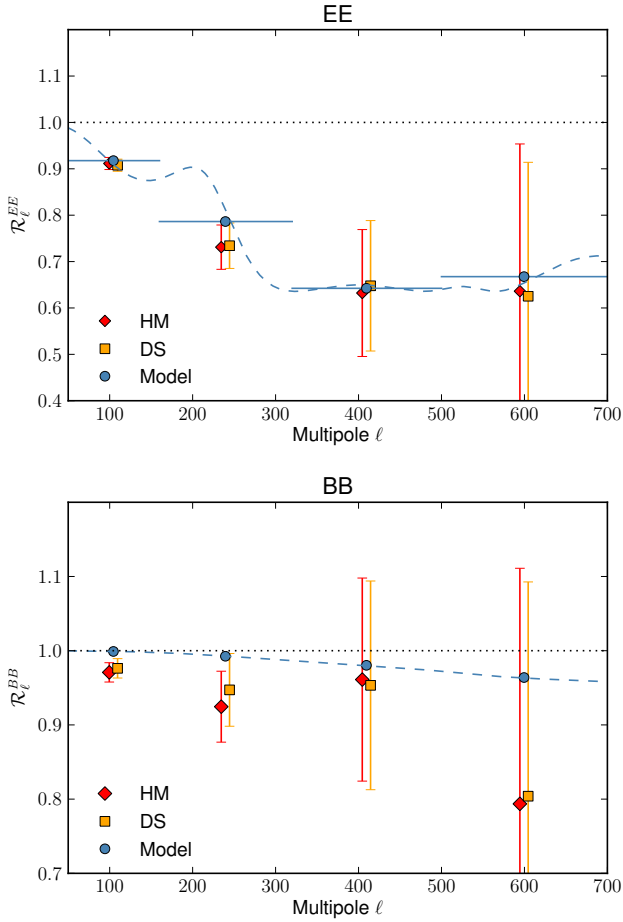 EE
1.1
1.0
0.9
0.8
0.7
0.6
0.5
0.4
ℛ_ℓ^{EE}
HM
DS
Model
100 200 300 400 500 600 700
Multipole ℓ
BB
1.1
1.0
0.9
0.8
0.7
ℛ_ℓ^{BB}
HM
DS
Model
100 200 300 400 500 600 700
Multipole ℓ